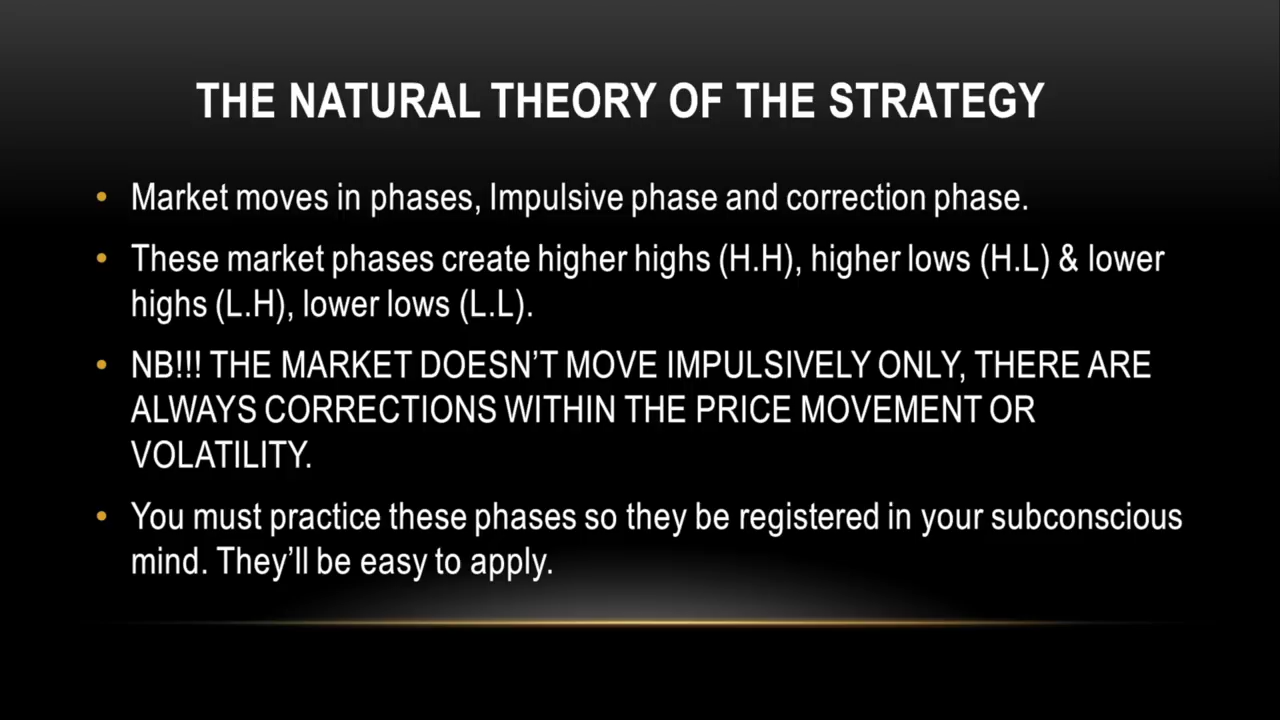 THE NATURAL THEORY OF THE STRATEGY
• Market moves in phases, Impulsive phase and correction phase.
• These market phases create higher highs (H.H), higher lows (H.L) & lower
highs (L.H), lower lows (L.L).
• NB!!! THE MARKET DOESN’T MOVE IMPULSIVELY ONLY, THERE ARE
ALWAYS CORRECTIONS WITHIN THE PRICE MOVEMENT OR
VOLATILITY.
• You must practice these phases so they be registered in your subconscious
mind. They’ll be easy to apply.